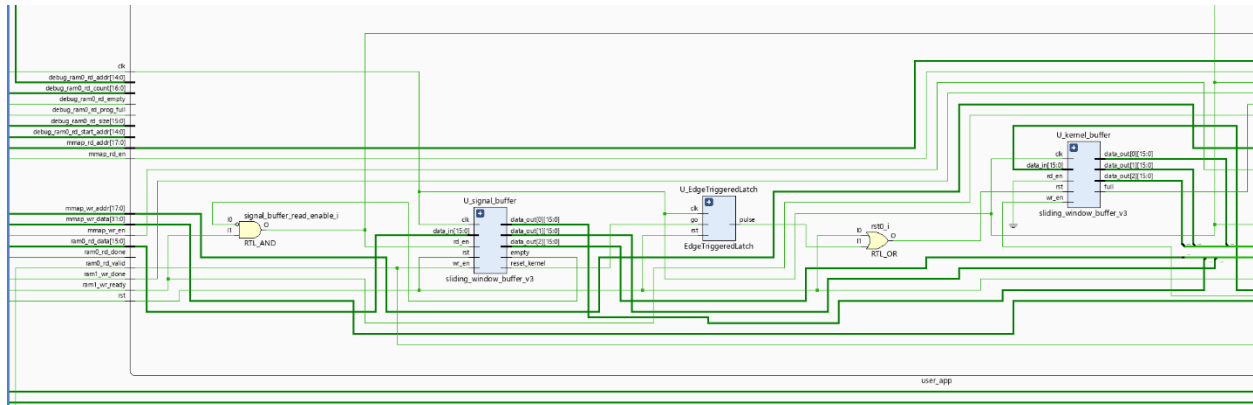 clk
debug_ram0_rd_addr[14:0]
debug_ram0_rd_count[16:0]
debug_ram0_rd_empty
debug_ram0_rd_prog_full
debug_ram0_rd_size[15:0]
debug_ram0_rd_start_addr[14:0]
mmap_rd_addr[17:0]
mmap_rd_en
mmap_wr_addr[17:0]
mmap_wr_data[31:0]
mmap_wr_en
ram0_rd_data[15:0]
ram0_rd_done
ram0_rd_valid
ram1_wr_done
ram1_wr_ready
rst
signal_buffer_read_enable_i
I0
I1
O
RTL_AND
U_signal_buffer
clk
data_in[15:0]
rd_en
rst
wr_en
data_out[0][15:0]
data_out[1][15:0]
data_out[2][15:0]
empty
reset_kernel
sliding_window_buffer_v3
U_EdgeTriggeredLatch
clk
go
rst
pulse
EdgeTriggeredLatch
rst0_i
I0
I1
O
RTL_OR
U_kernel_buffer
clk
data_in[15:0]
rd_en
rst
wr_en
data_out[0][15:0]
data_out[1][15:0]
data_out[2][15:0]
full
sliding_window_buffer_v3
user_app